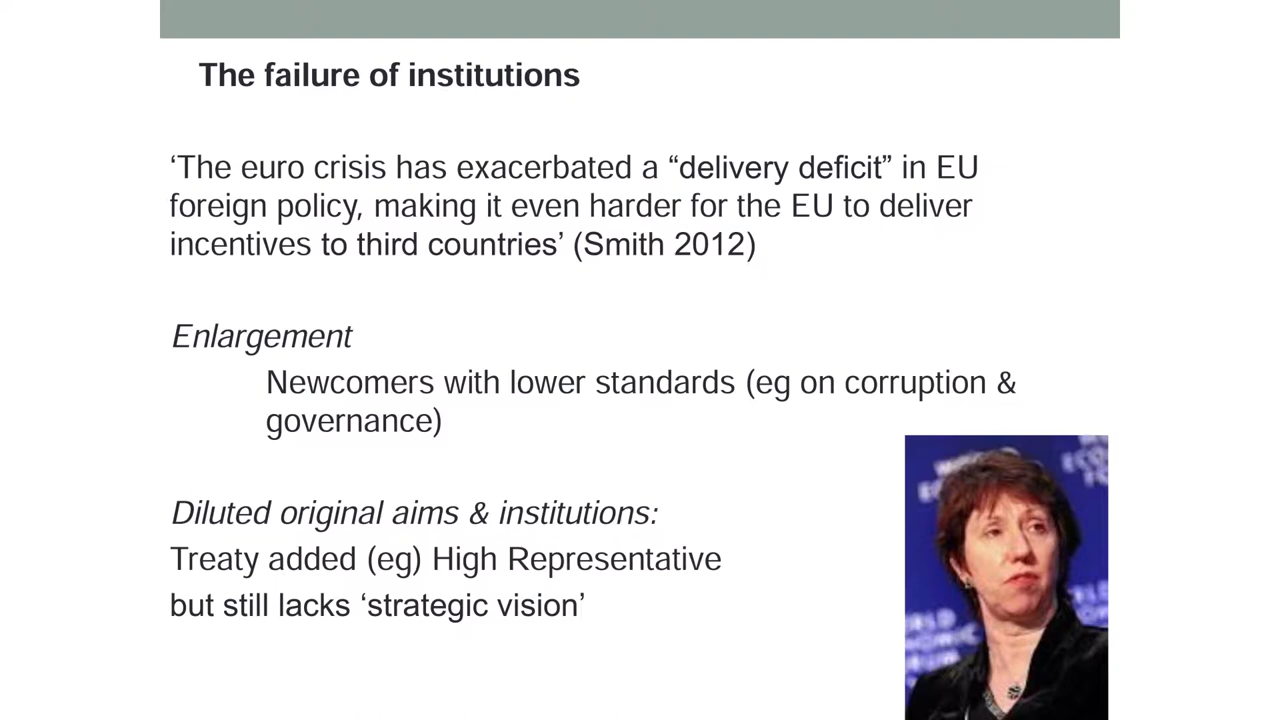 The failure of institutions
‘The euro crisis has exacerbated a “delivery deficit” in EU
foreign policy, making it even harder for the EU to deliver
incentives to third countries’ (Smith 2012)
Enlargement
Newcomers with lower standards (eg on corruption &
governance)
Diluted original aims & institutions:
Treaty added (eg) High Representative
but still lacks ‘strategic vision’